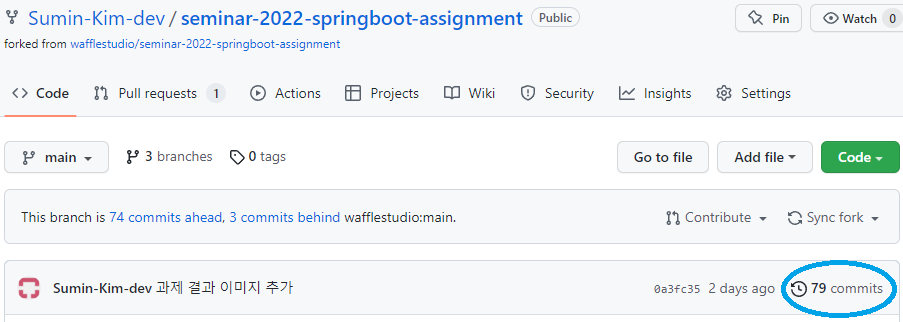 Sumin-Kim-dev / seminar-2022-springboot-assignment Public Pin Watch 0
forked from wafflestudio/seminar-2022-springboot-assignment
Code Pull requests 1 Actions Projects Wiki Security Insights Settings
main 3 branches 0 tags Go to file Add file Code
This branch is 74 commits ahead, 3 commits behind wafflestudio:main. Contribute Sync fork
Sumin-Kim-dev 과제 결과 이미지 추가 0a3fc35 2 days ago 79 commits